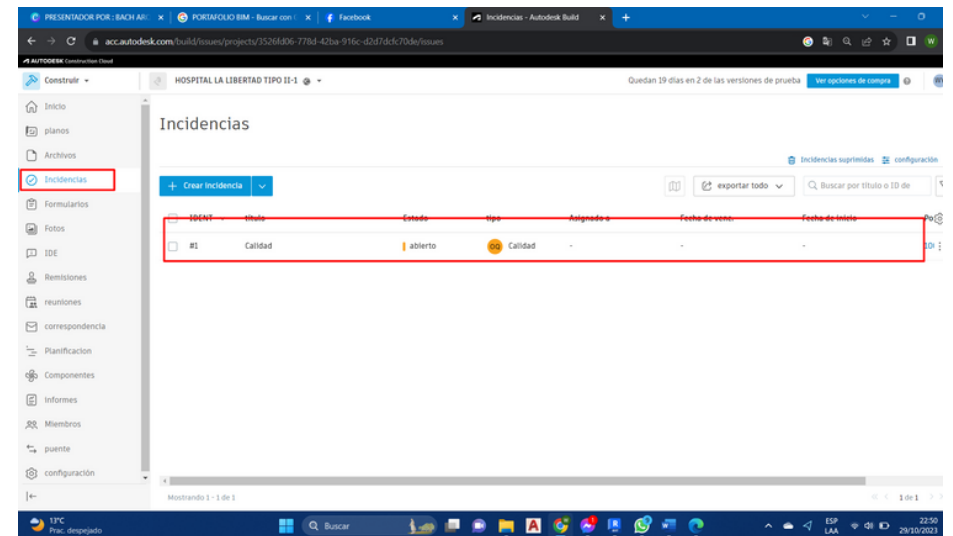 PRESENTADOR POR : BACH ARC
PORTAFOLIO BIM - Buscar con
Facebook
Incidencias - Autodesk Build
acc.autodesk.com/build/issues/projects/3526fd06-778d-42ba-916c-d2d7dcfc70de/issues
W
AUTODESK Construction Cloud
Construir
HOSPITAL LA LIBERTAD TIPO II-1
Quedan 19 días en 2 de las versiones de prueba
Ver opciones de compra
Inicio
planos
Archivos
Incidencias
Formularios
Fotos
IDE
Remisiones
reuniones
correspondencia
Planificacion
Componentes
Informes
Miembros
puente
configuración
Incidencias
Incidencias suprimidas
configuración
Crear incidencia
exportar todo
Buscar por título o ID de
IDENT título Estado tipo Asignado a Fecha de venc. Fecha de inicio Po
#1 Calidad abierto OQ Calidad - - -
Mostrando 1 - 1 de 1
1 de 1
13°C
Prac. despejado
Buscar
ESP
LAA
22:50
29/10/2023